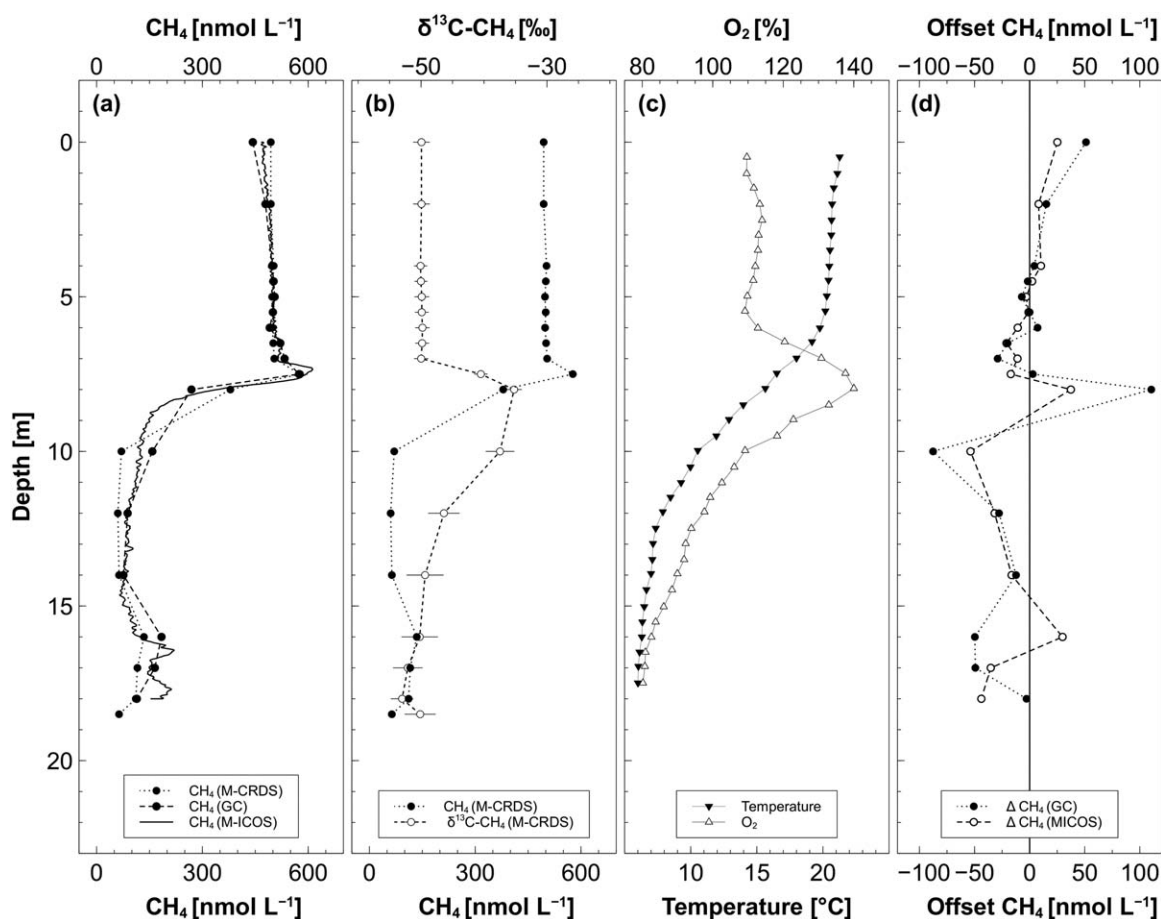 CH₄ [nmol L⁻¹] δ¹³C-CH₄ [‰] O₂ [%] Offset CH₄ [nmol L⁻¹]
0 300 600 −50 −30 80 100 120 140 −100 −50 0 50 100
(a) (b) (c) (d)
0
5
10
15
20
Depth [m]
CH₄ (M-CRDS)
CH₄ (GC)
CH₄ (M-ICOS)
CH₄ (M-CRDS)
δ¹³C-CH₄ (M-CRDS)
Temperature
O₂
Δ CH₄ (GC)
Δ CH₄ (MICOS)
0 300 600 0 300 600 10 15 20 −100 −50 0 50 100
CH₄ [nmol L⁻¹] CH₄ [nmol L⁻¹] Temperature [°C] Offset CH₄ [nmol L⁻¹]